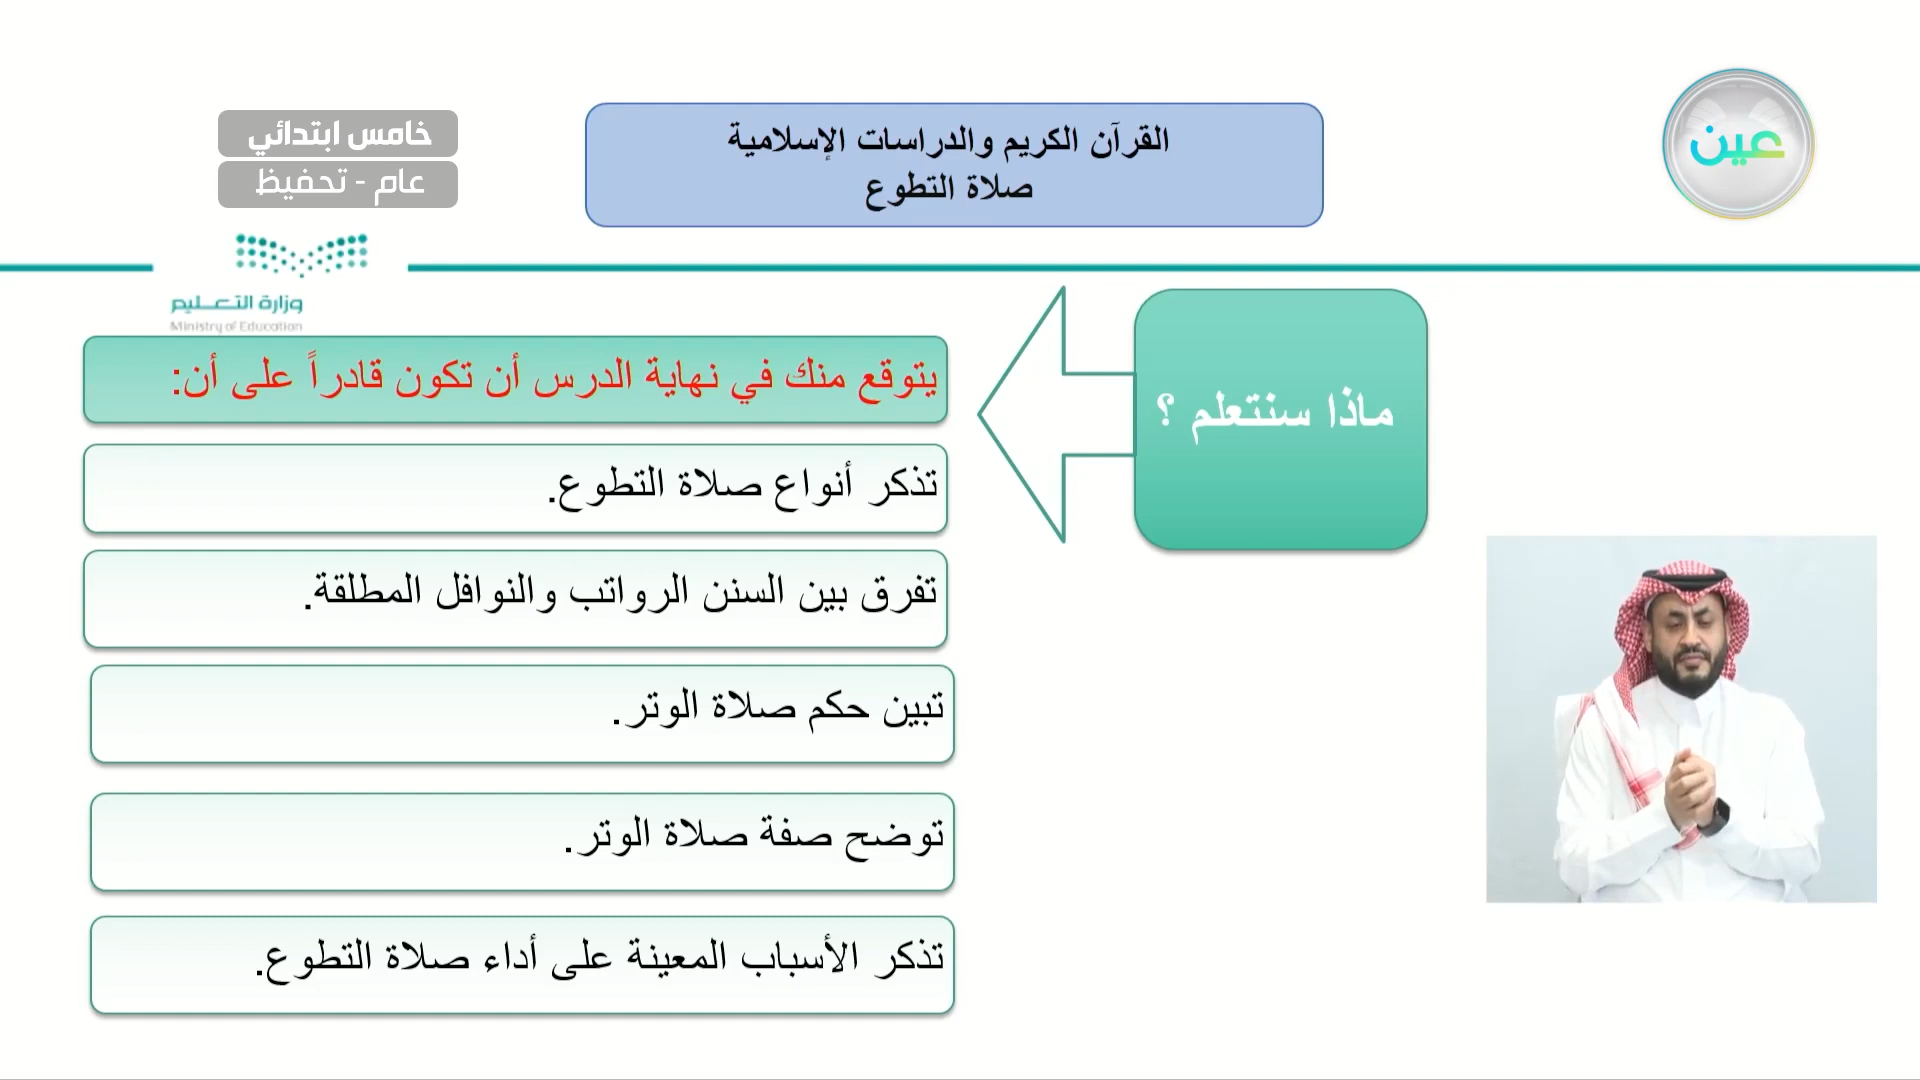 عين
القرآن الكريم والدراسات الإسلامية
صلاة التطوع
خامس ابتدائي
عام - تحفيظ
وزارة التعـــليم
Ministry of Education
ماذا سنتعلم ؟
يتوقع منك في نهاية الدرس أن تكون قادراً على أن:
تذكر أنواع صلاة التطوع.
تفرق بين السنن الرواتب والنوافل المطلقة.
تبين حكم صلاة الوتر.
توضح صفة صلاة الوتر.
تذكر الأسباب المعينة على أداء صلاة التطوع.